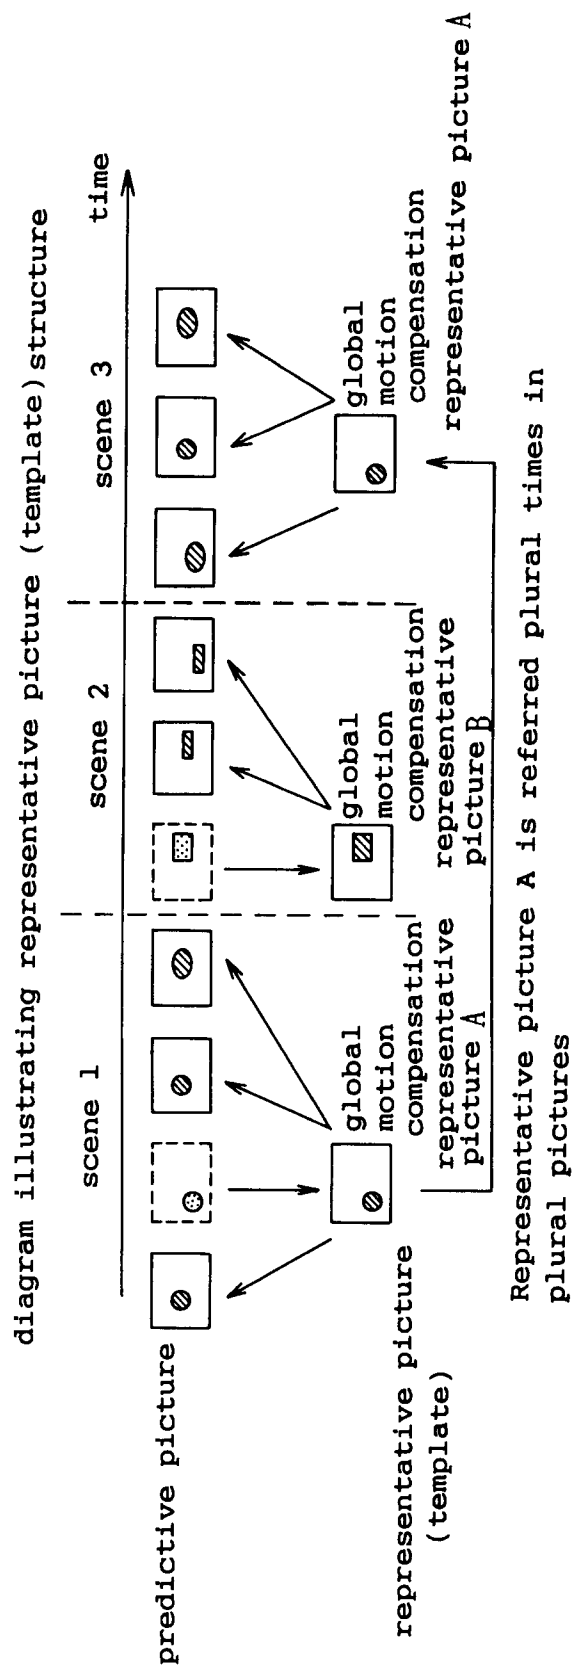 diagram illustrating representative picture (template) structure
time
scene 1
scene 2
scene 3
predictive picture
representative picture
(template)
global
motion
compensation
representative
picture A
global
motion
compensation
representative
picture B
global
motion
compensation
representative picture A
Representative picture A is referred plural times in
plural pictures